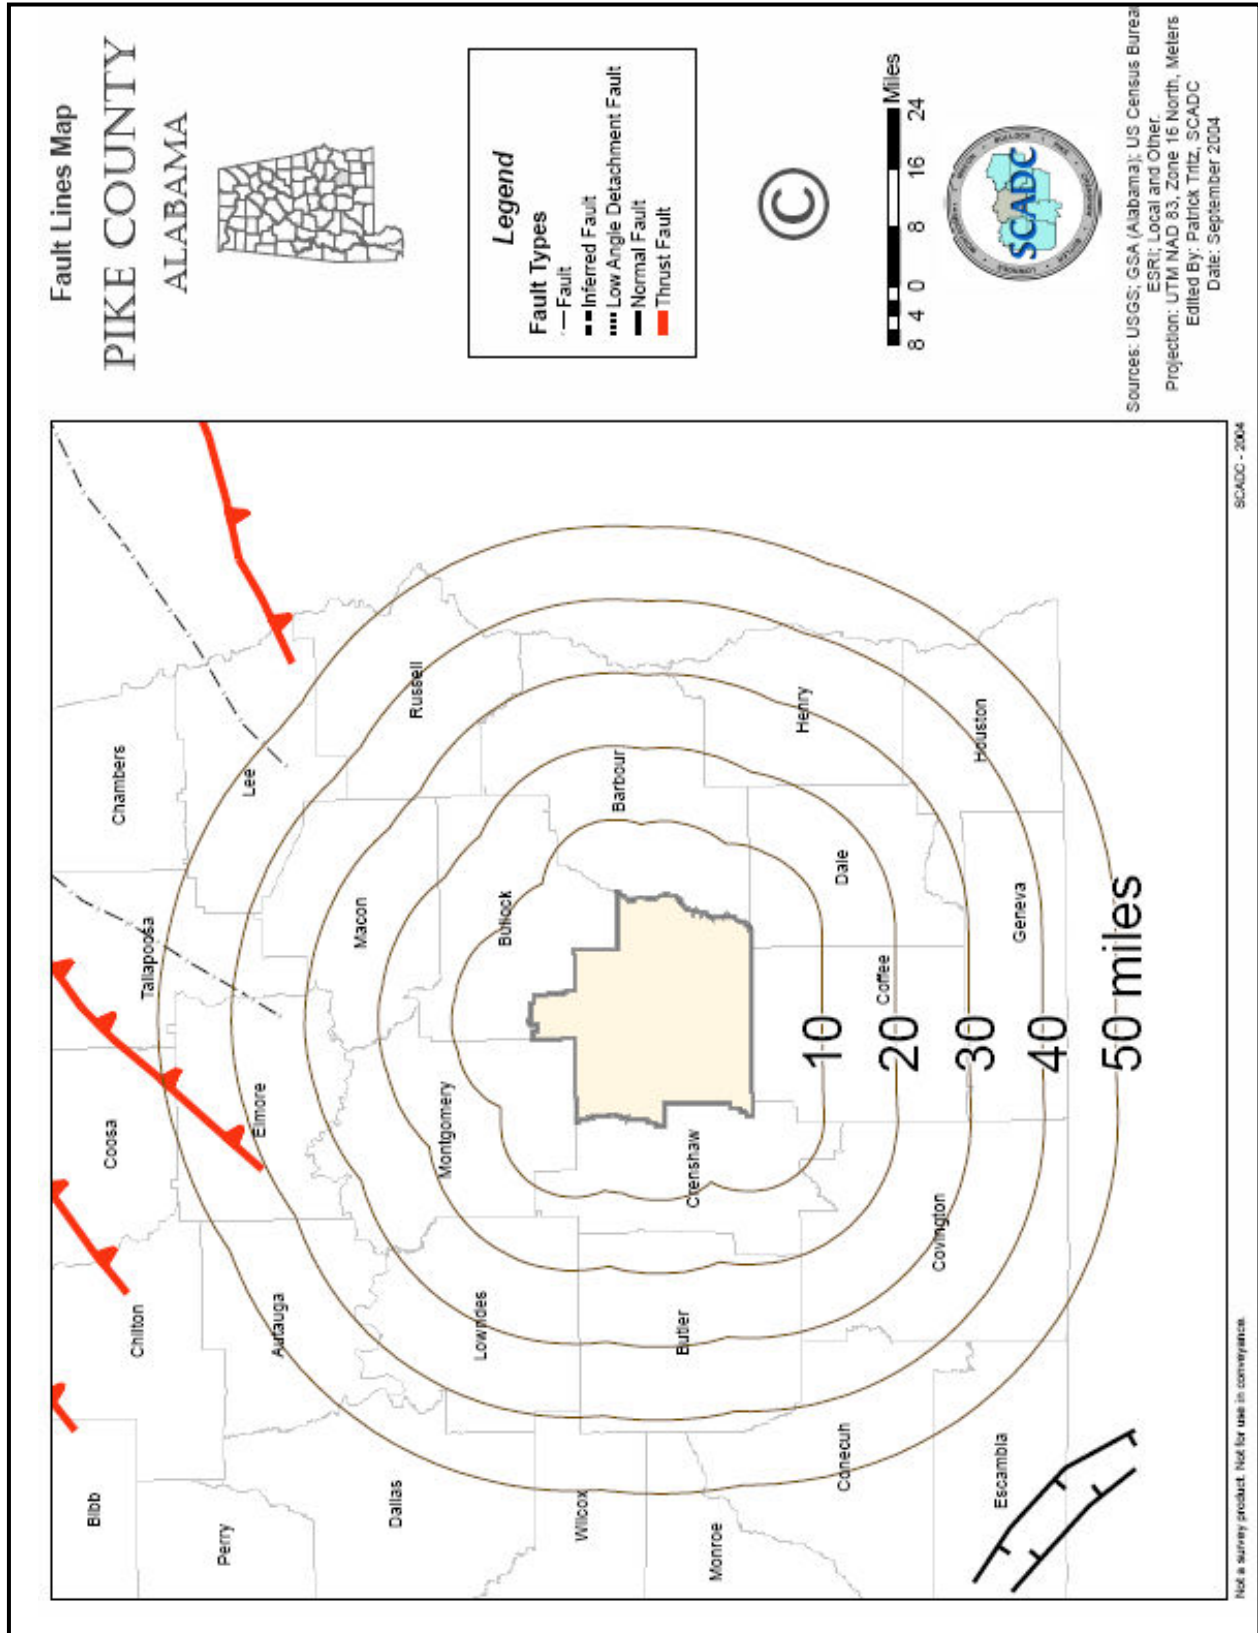 Fault Lines Map
PIKE COUNTY
ALABAMA
Legend
Fault Types
Fault
Inferred Fault
Low Angle Detachment Fault
Normal Fault
Thrust Fault
©
8 4 0 8 16 24
Miles
SCADC
Sources: USGS; GSA (Alabama); US Census Burea
ESRI; Local and Other.
Projection: UTM NAD 83, Zone 16 North, Meters
Edited By: Patrick Tritz, SCADC
Date: September 2004
Bibb
Chilton
Coosa
Tallapoosa
Chambers
Perry
Autauga
Elmore
Lee
Dallas
Lowndes
Montgomery
Macon
Russell
Bullock
Wilcox
Butler
Crenshaw
Barbour
Monroe
Conecuh
Covington
Coffee
Dale
Henry
Escambia
Geneva
Houston
10
20
30
40
50 miles
Not a survey product. Not for use in conveyance.
SCADC - 2004